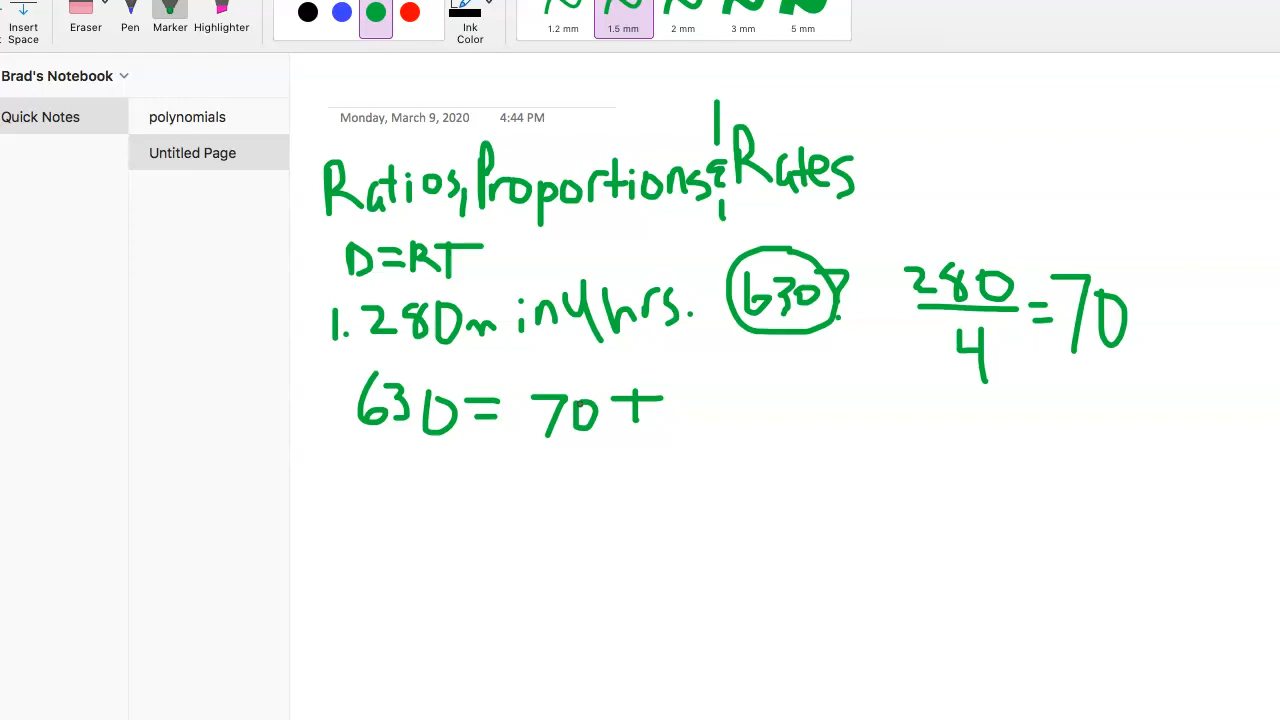 Insert Space
Eraser
Pen
Marker
Highlighter
Ink Color
1.2 mm
1.5 mm
2 mm
3 mm
5 mm
Brad's Notebook
Quick Notes
polynomials
Untitled Page
Monday, March 9, 2020 4:44 PM
Ratios, Proportions & Rates
D=RT
1. 280m in 4 hrs. 630? 280/4 = 70
630 = 70 t